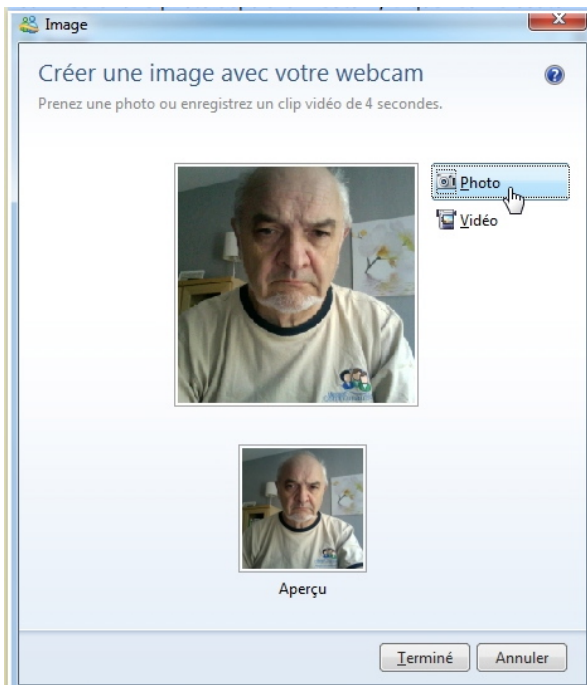 Image
Créer une image avec votre webcam
Prenez une photo ou enregistrez un clip vidéo de 4 secondes.
Photo
Vidéo
Aperçu
Terminé
Annuler